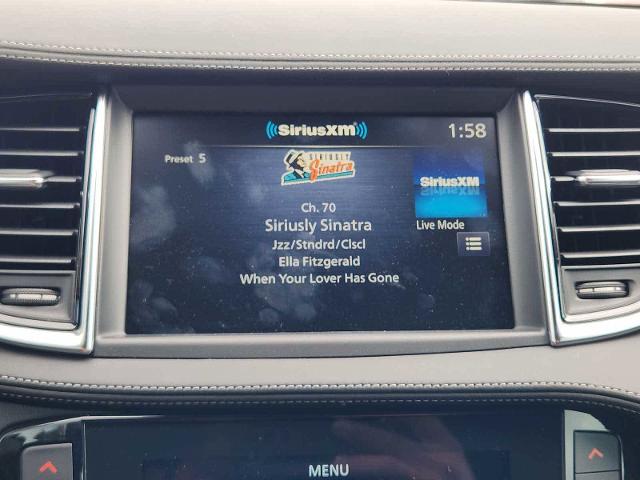 SiriusXM 1:58
Preset 5
SIRIUSLY
Sinatra
SiriusXM
Ch. 70
Siriusly Sinatra
Live Mode
Jzz/Stndrd/Clscl
Ella Fitzgerald
When Your Lover Has Gone
MENU